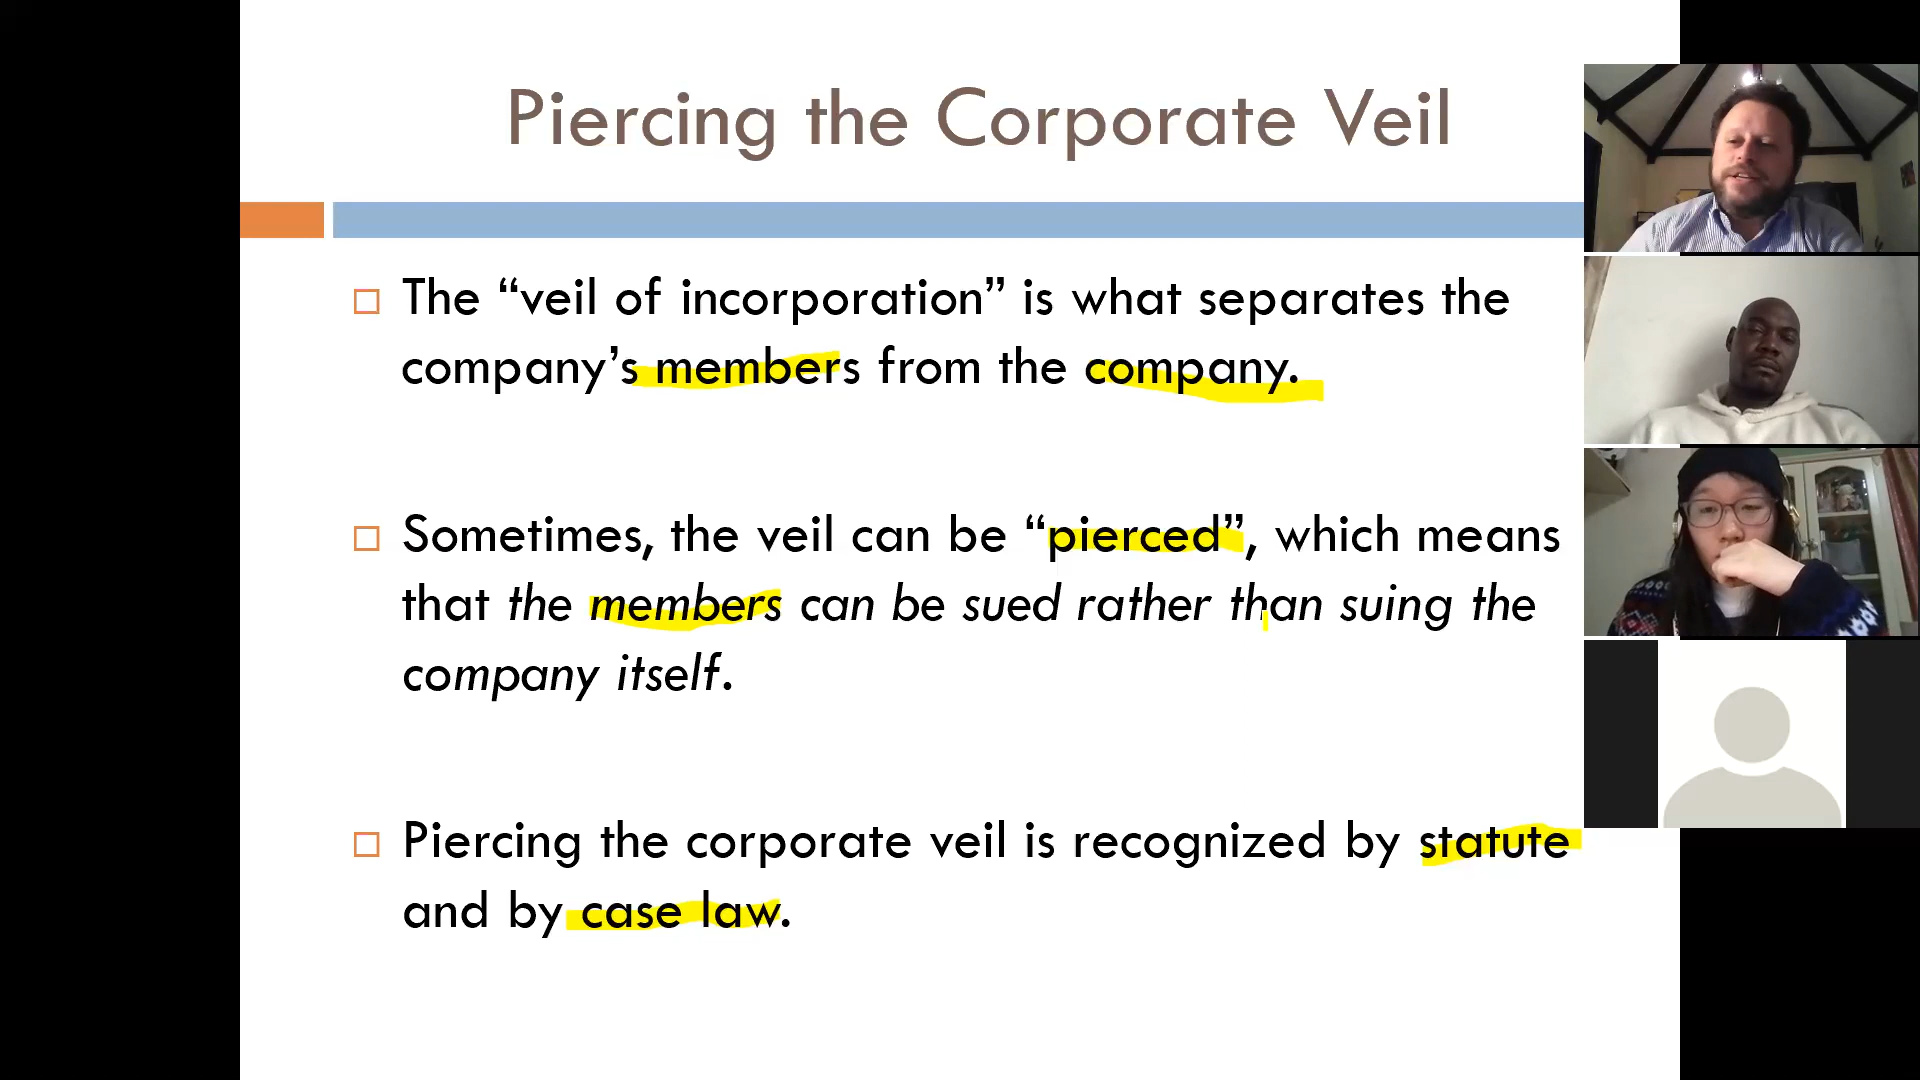 Piercing the Corporate Veil
The “veil of incorporation” is what separates the
company’s members from the company.
Sometimes, the veil can be “pierced”, which means
that the members can be sued rather than suing the
company itself.
Piercing the corporate veil is recognized by statute
and by case law.